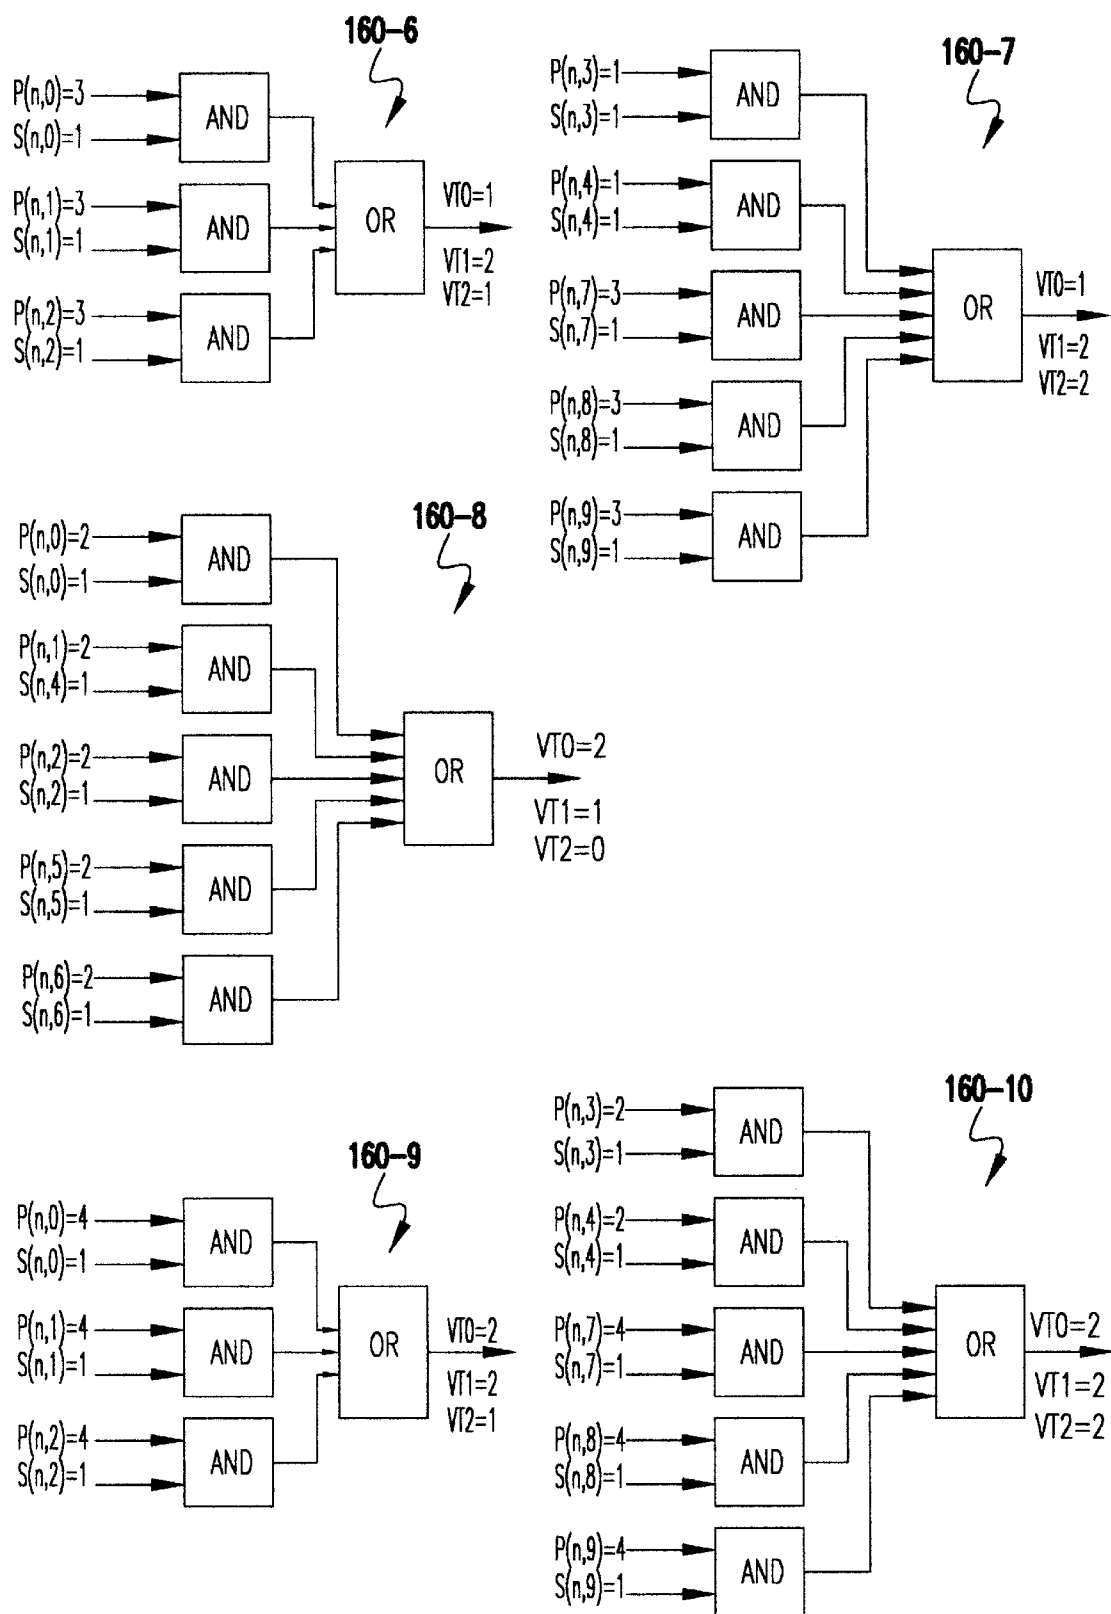 160-6
P(n,0)=3
S(n,0)=1
AND
P(n,1)=3
S(n,1)=1
AND
P(n,2)=3
S(n,2)=1
AND
OR
VT0=1
VT1=2
VT2=1
160-7
P(n,3)=1
S(n,3)=1
AND
P(n,4)=1
S(n,4)=1
AND
P(n,7)=3
S(n,7)=1
AND
P(n,8)=3
S(n,8)=1
AND
P(n,9)=3
S(n,9)=1
AND
OR
VT0=1
VT1=2
VT2=2
160-8
P(n,0)=2
S(n,0)=1
AND
P(n,1)=2
S(n,4)=1
AND
P(n,2)=2
S(n,2)=1
AND
P(n,5)=2
S(n,5)=1
AND
P(n,6)=2
S(n,6)=1
AND
OR
VT0=2
VT1=1
VT2=0
160-9
P(n,0)=4
S(n,0)=1
AND
P(n,1)=4
S(n,1)=1
AND
P(n,2)=4
S(n,2)=1
AND
OR
VT0=2
VT1=2
VT2=1
160-10
P(n,3)=2
S(n,3)=1
AND
P(n,4)=2
S(n,4)=1
AND
P(n,7)=4
S(n,7)=1
AND
P(n,8)=4
S(n,8)=1
AND
P(n,9)=4
S(n,9)=1
AND
OR
VT0=2
VT1=2
VT2=2